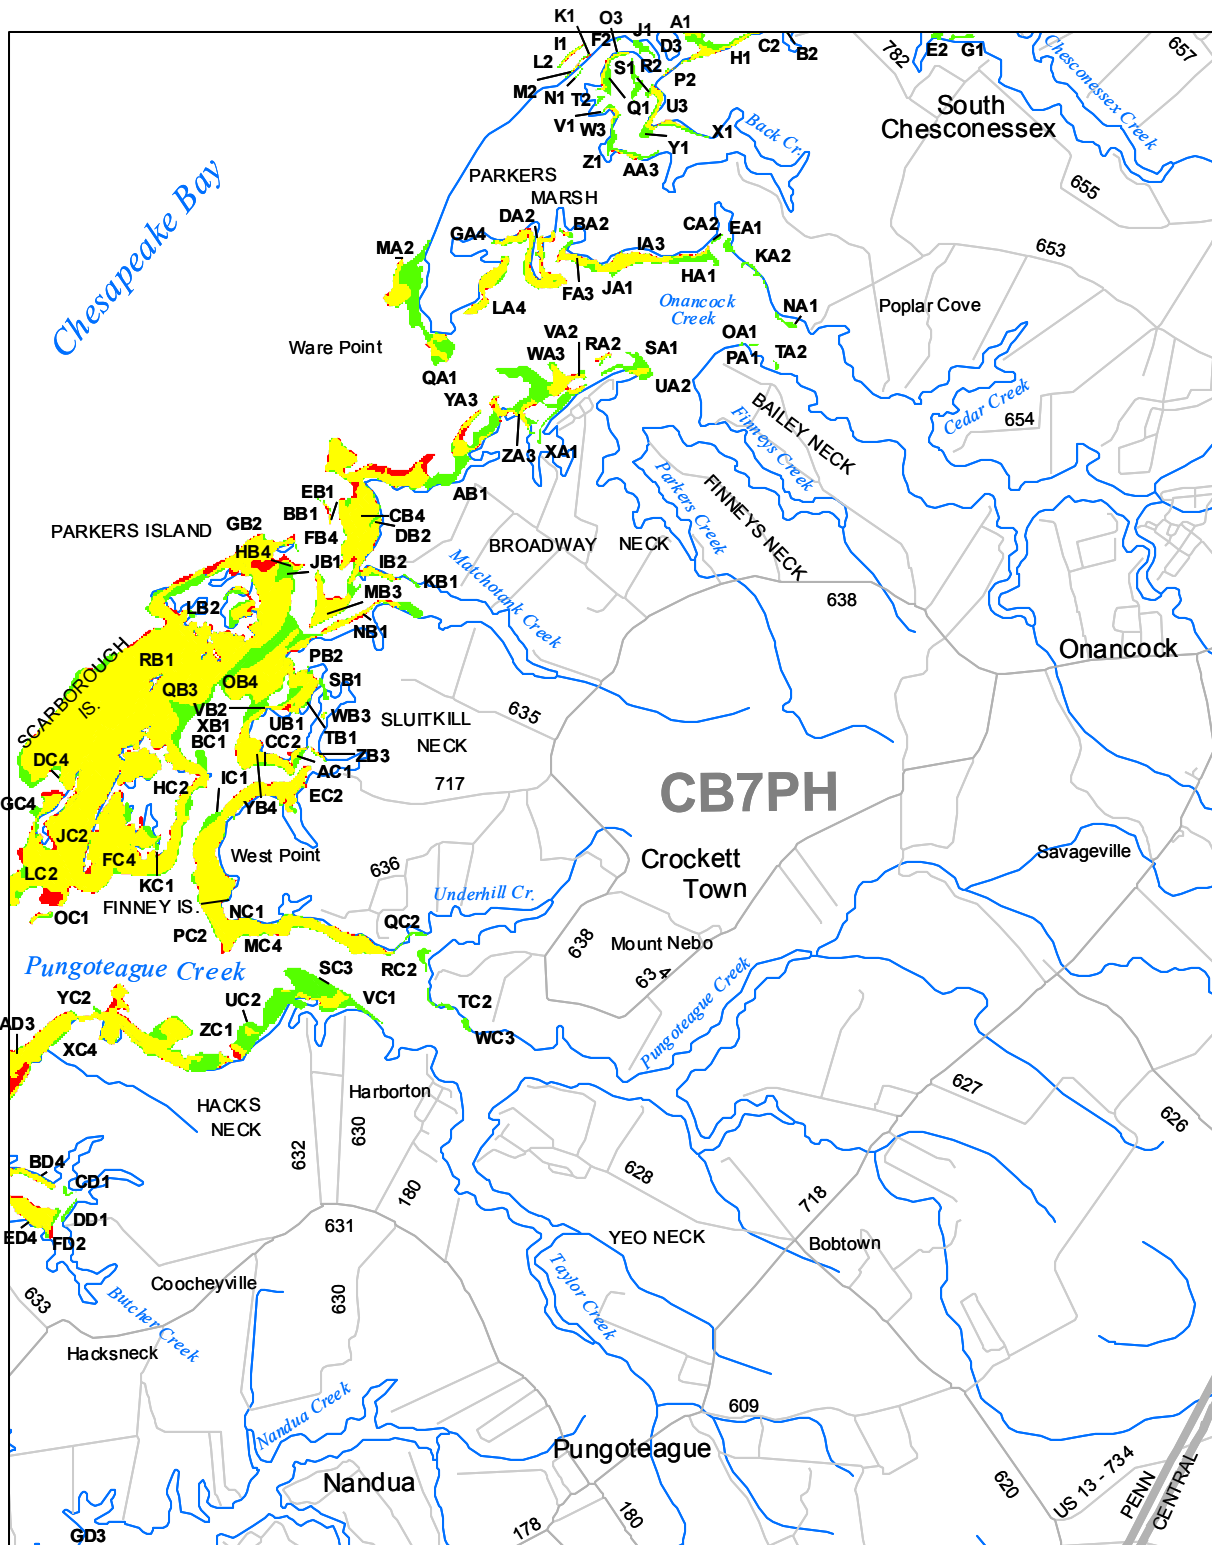 K1
O3
J1
A1
I1
F2
D3
C2
B2
L2
H1
M2
N1
S1
R2
P2
T2
Q1
U3
V1
W3
X1
Y1
Z1
AA3
782
E2
G1
657
Chesconessex Creek
South
Chesconessex
Back Cr.
655
653
PARKERS
MARSH
Chesapeake Bay
DA2
BA2
GA4
MA2
CA2
EA1
IA3
KA2
HA1
JA1
FA3
LA4
NA1
Onancock
Creek
Poplar Cove
Ware Point
QA1
VA2
RA2
SA1
WA3
UA2
OA1
PA1
TA2
YA3
ZA3
XA1
AB1
BAILEY NECK
Finneys Creek
Cedar Creek
654
Parkers Creek
FINNEYS NECK
EB1
BB1
CB4
DB2
FB4
GB2
PARKERS ISLAND
HB4
JB1
IB2
KB1
BROADWAY NECK
Matchotank Creek
MB3
LB2
NB1
638
Onancock
SCARBOROUGH
IS.
RB1
PB2
OB4
SB1
QB3
VB2
WB3
XB1
UB1
TB1
BC1
CC2
ZB3
AC1
SLUITKILL
NECK
635
717
DC4
HC2
IC1
YB4
EC2
GC4
JC2
CB7PH
West Point
FC4
LC2
KC1
636
Crockett
Town
Savageville
OC1
FINNEY IS.
NC1
Underhill Cr.
PC2
MC4
QC2
RC2
638
Mount Nebo
634
Pungoteague Creek
Pungoteague Creek
SC3
UC2
VC1
YC2
TC2
WC3
AD3
ZC1
XC4
Harborton
HACKS
NECK
632
630
180
627
626
628
718
BD4
CD1
DD1
ED4
FD2
631
YEO NECK
Bobtown
Coocheyville
630
Taylor Creek
633
Butcher Creek
Hacksneck
Nandua Creek
609
Pungoteague
Nandua
GD3
178
180
620
US 13 - 734
PENN
CENTRAL